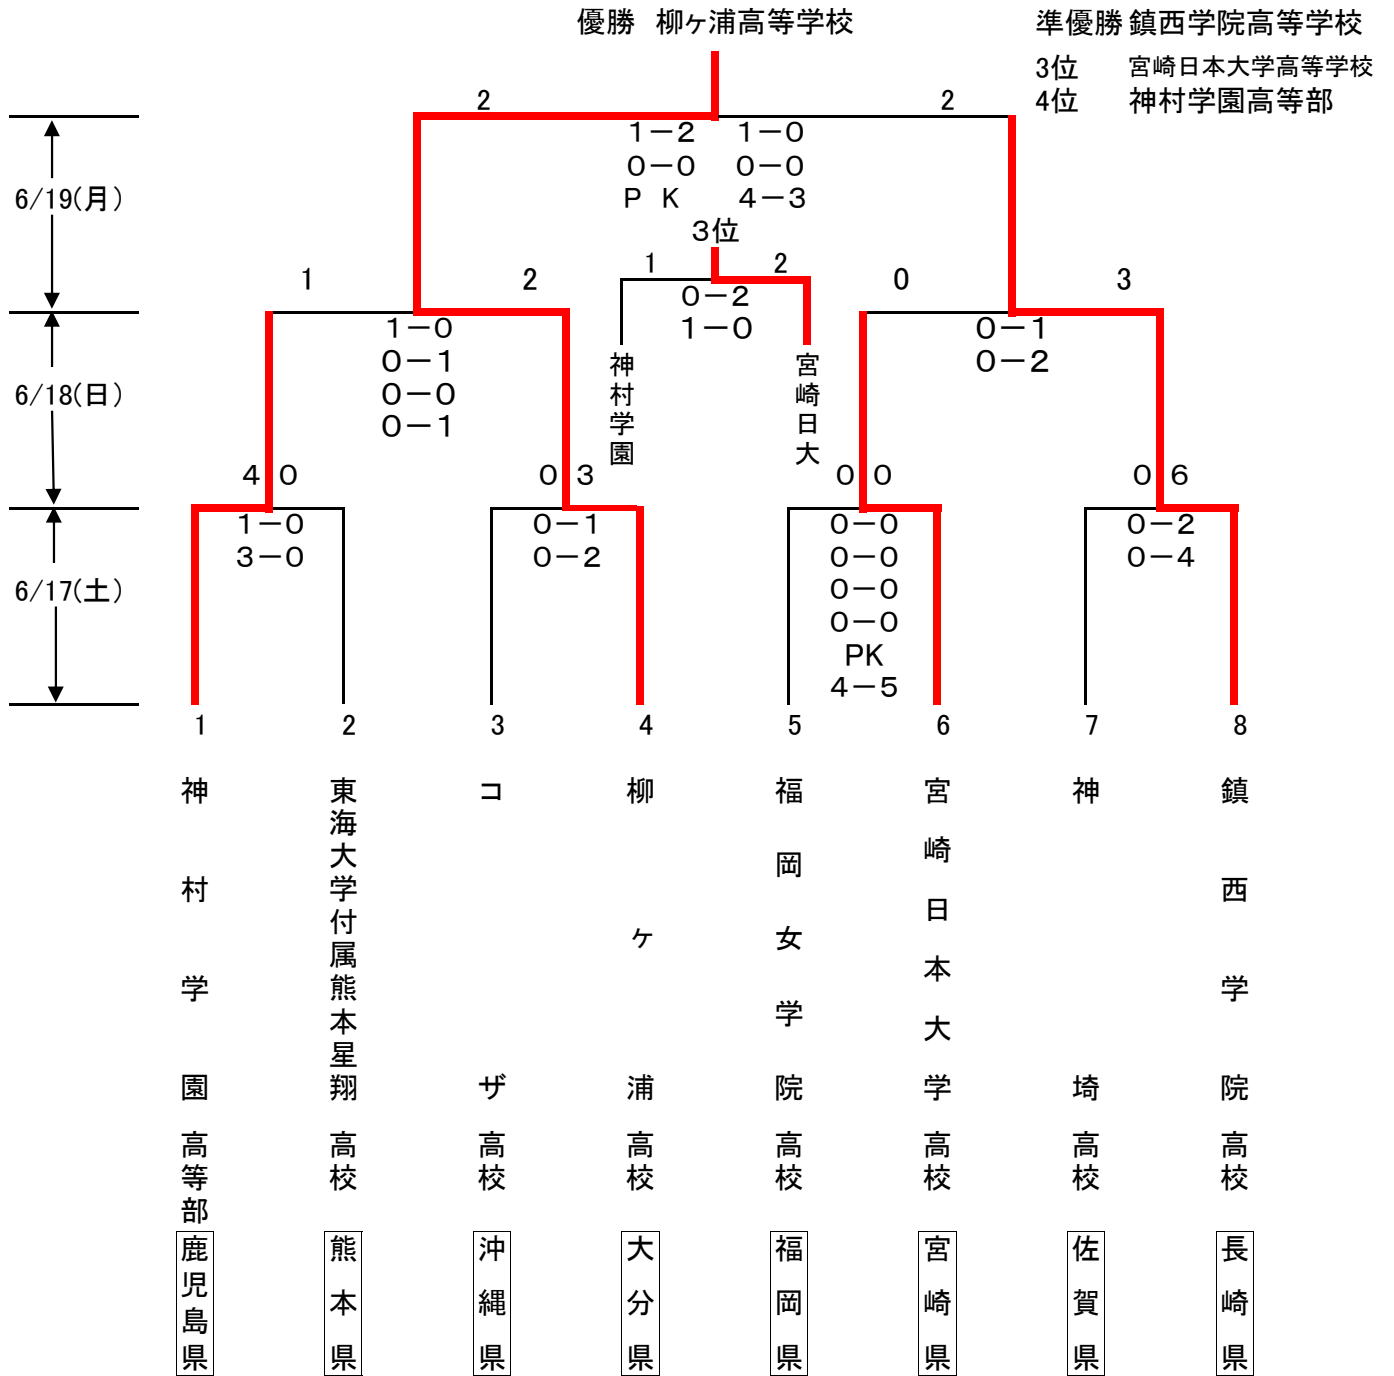 優勝 柳ヶ浦高等学校
準優勝 鎮西学院高等学校
3位 宮崎日本大学高等学校
4位 神村学園高等部
2 2
1－2 1－0
0－0 0－0
P K 4－3
6/19(月)
3位
1 2
0－2
1－0
神村学園
宮崎日大
1 2
1－0
0－1
0－0
0－1
0 3
0－1
0－2
6/18(日)
4 0
1－0
3－0
0 3
0－1
0－2
0 0
0－0
0－0
0－0
0－0
PK
4－5
0 6
0－2
0－4
6/17(土)
1 2 3 4 5 6 7 8
神村学園高等部
東海大学付属熊本星翔高校
コザ高校
柳ヶ浦高校
福岡女学院高校
宮崎日本大学高校
神埼高校
鎮西学院高校
鹿児島県
熊本県
沖縄県
大分県
福岡県
宮崎県
佐賀県
長崎県